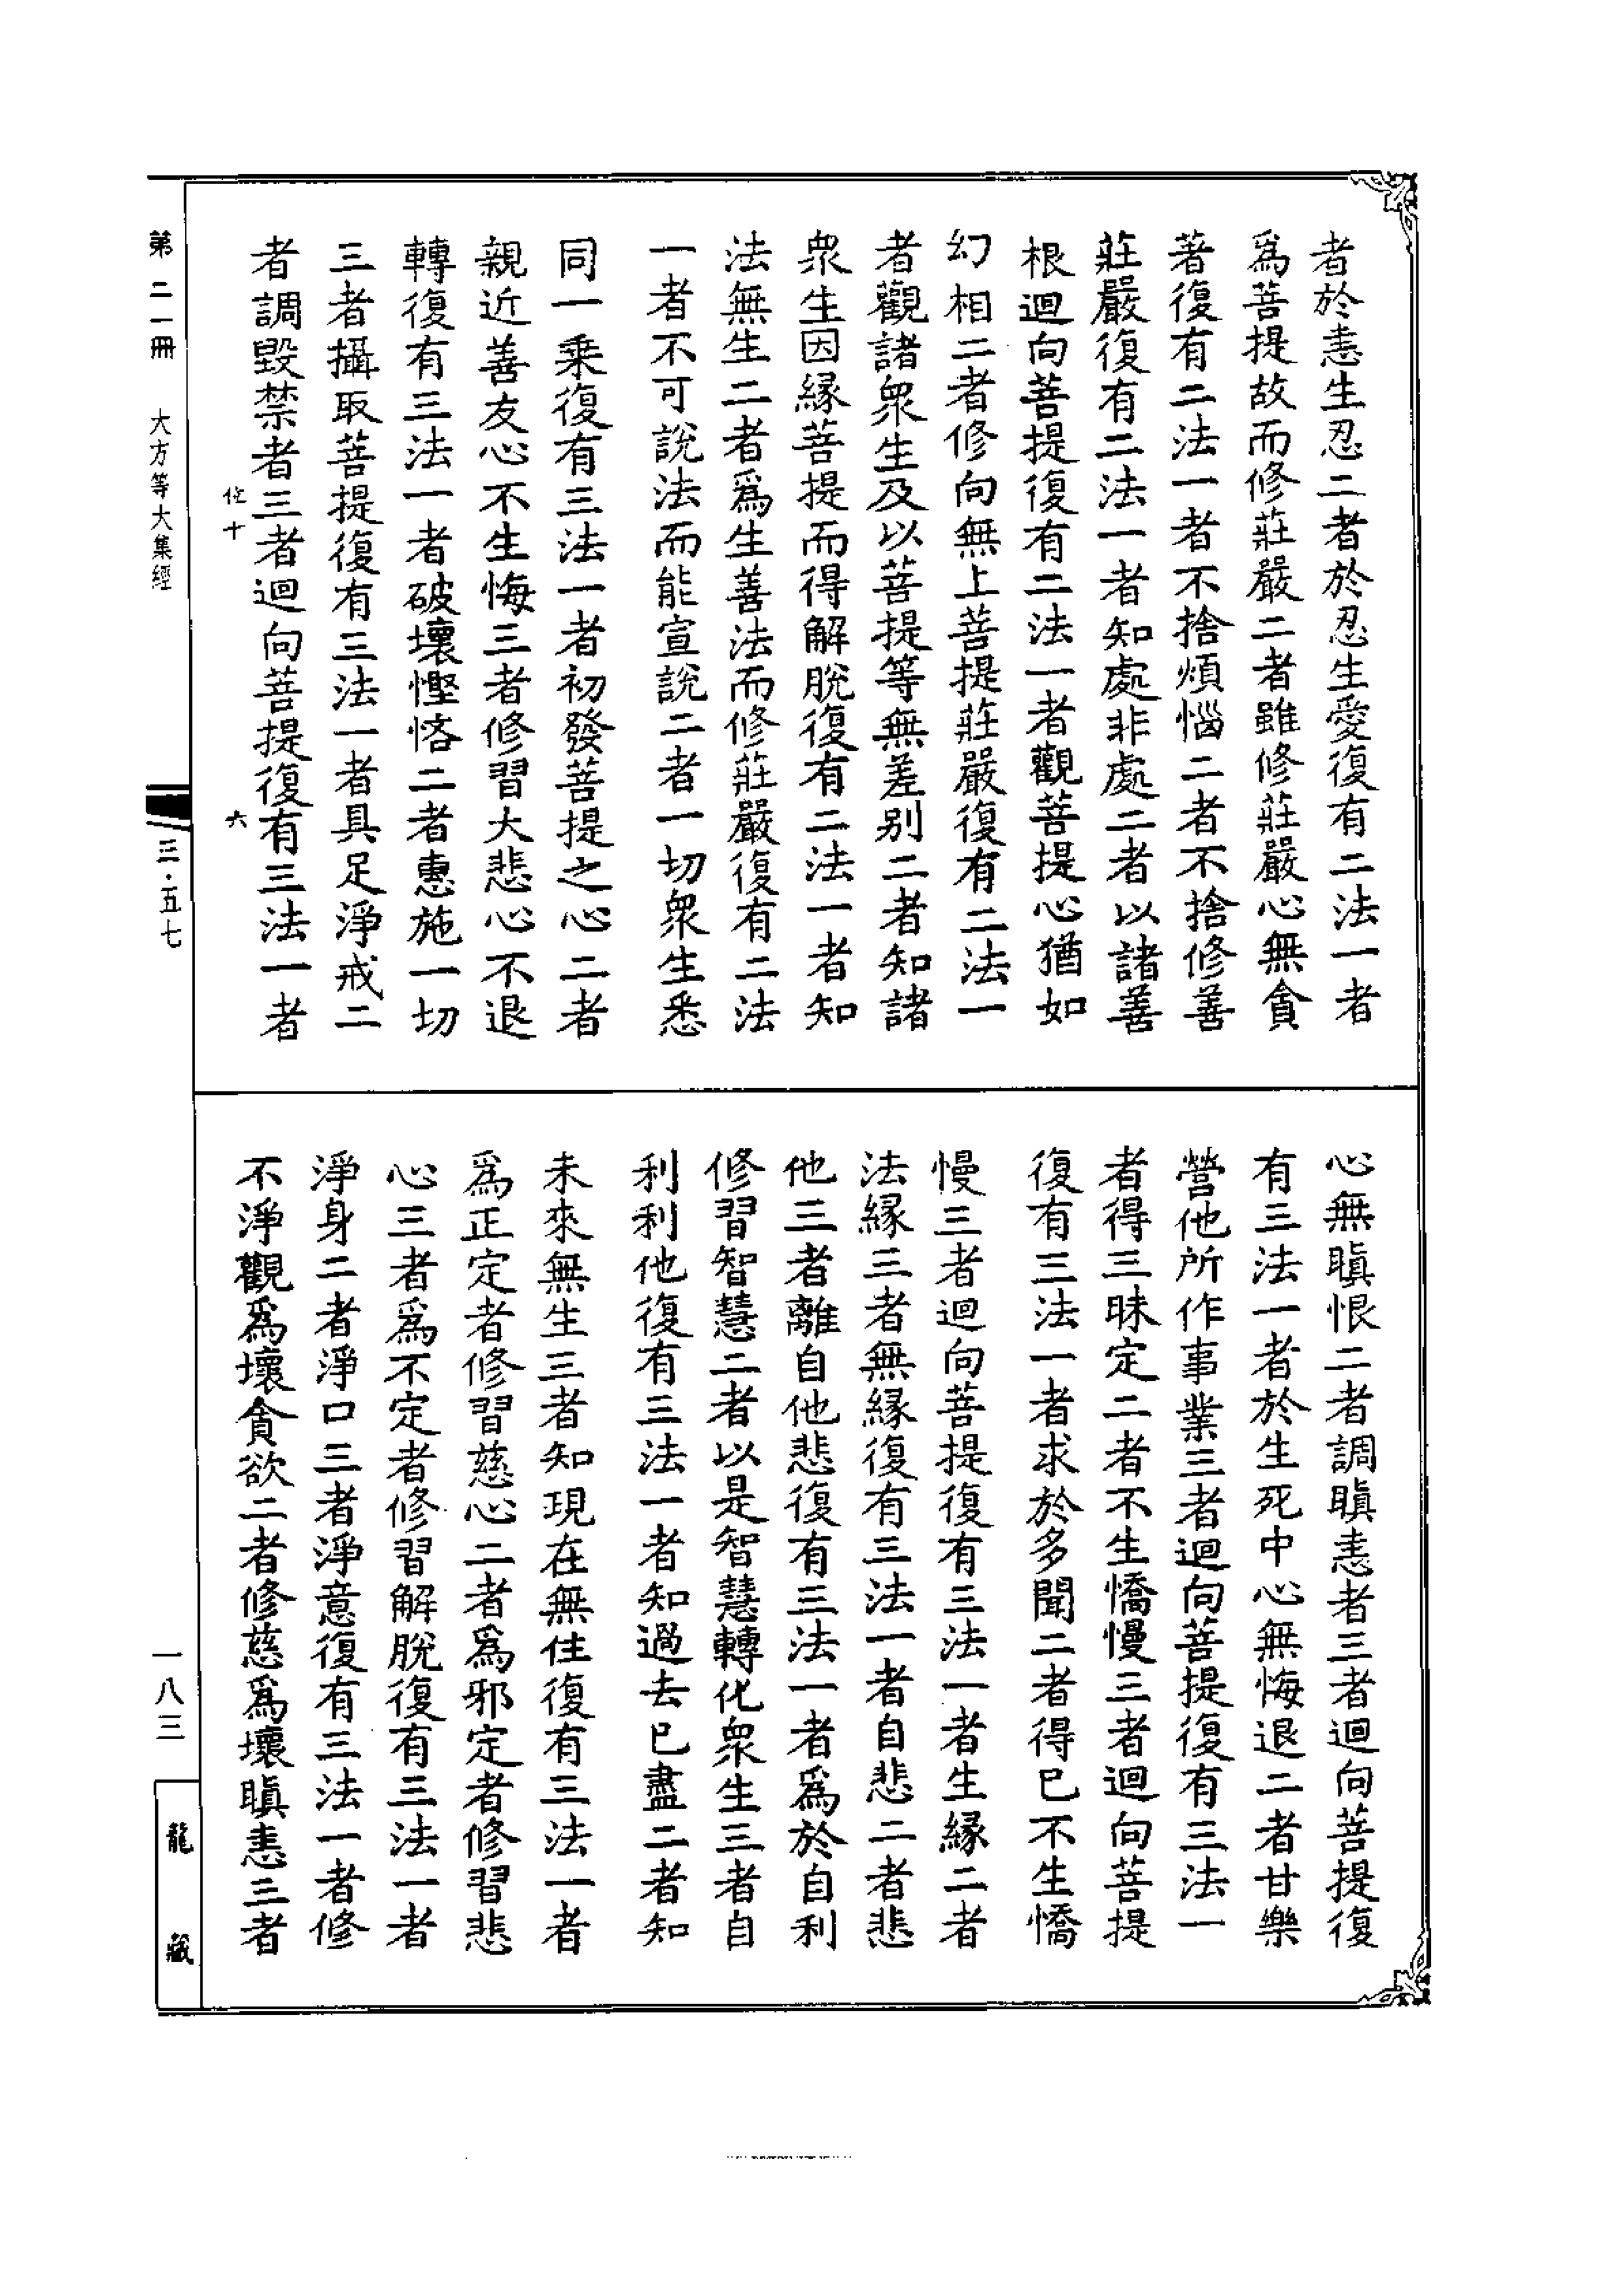 者於恚生忍二者於忍生愛復有二法一者
爲菩提故而修莊嚴二者雖修莊嚴心無貪
著復有二法一者不捨煩惱二者不捨修善
莊嚴復有二法一者知處非處二者以諸善
根迴向菩提復有二法一者觀菩提心猶如
幻相二者修向無上菩提莊嚴復有二法一
者觀諸衆生及以菩提等無差别二者知諸
衆生因緣菩提而得解脫復有二法一者知
法無生二者爲生善法而修莊嚴復有二法
一者不可說法而能宣說二者一切衆生悉
同一乘復有三法一者初發菩提之心二者
親近善友心不生悔三者修習大悲心不退
轉復有三法一者破壞慳悋二者惠施一切
三者攝取菩提復有三法一者具足淨戒二
者調毀禁者三者迴向菩提復有三法一者
心無瞋恨二者調瞋恚者三者迴向菩提復
有三法一者於生死中心無悔退二者甘樂
營他所作事業三者迴向菩提復有三法一
者得三昧定二者不生憍慢三者迴向菩提
復有三法一者求於多聞二者得已不生憍
慢三者迴向菩提復有三法一者生緣二者
法緣三者無緣復有三法一者自悲二者悲
他三者離自他悲復有三法一者爲於自利
修習智慧二者以是智慧轉化衆生三者自
利利他復有三法一者知過去已盡二者知
未來無生三者知現在無住復有三法一者
爲正定者修習慈心二者爲邪定者修習悲
心三者爲不定者修習解脫復有三法一者
淨身二者淨口三者淨意復有三法一者修
不淨觀爲壞貪欲二者修慈爲壞瞋恚三者
十
六
第二一冊
大方等大集經
三·五七
一八三
龍藏